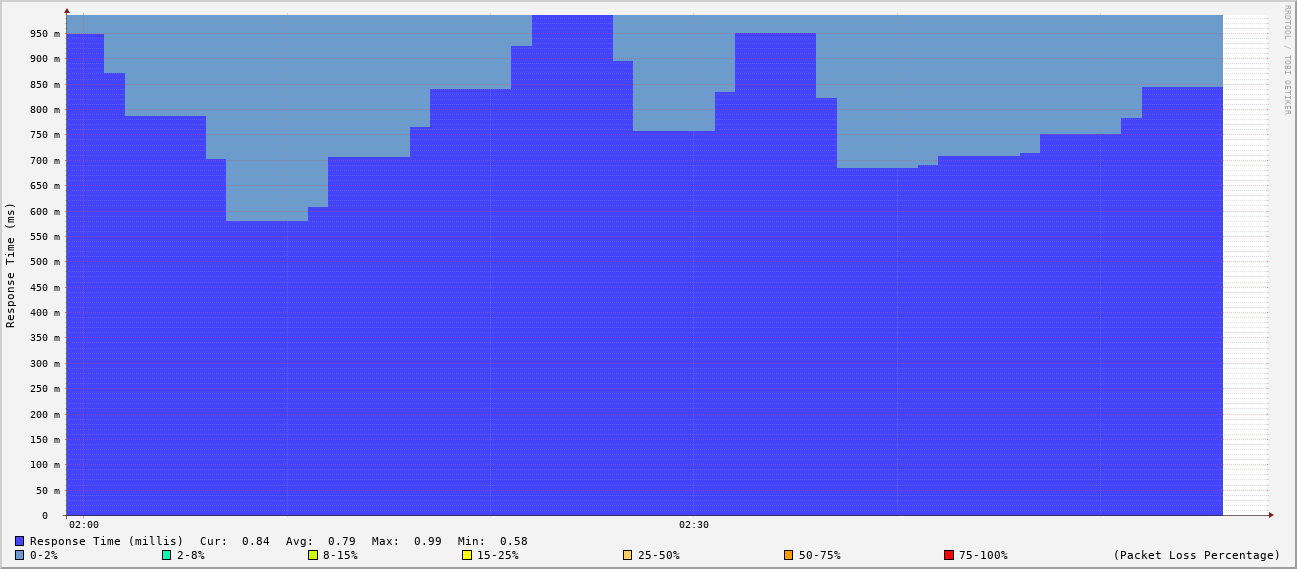 RRDTOOL / TOBI OETIKER
Response Time (ms)
950 m
900 m
850 m
800 m
750 m
700 m
650 m
600 m
550 m
500 m
450 m
400 m
350 m
300 m
250 m
200 m
150 m
100 m
50 m
0
02:00 02:30
Response Time (millis) Cur: 0.84 Avg: 0.79 Max: 0.99 Min: 0.58
0-2% 2-8% 8-15% 15-25% 25-50% 50-75% 75-100% (Packet Loss Percentage)